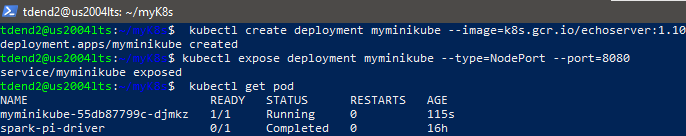 tdend2@us2004lts: ~/myK8s
tdend2@us2004lts:~/myK8s$ kubectl create deployment myminikube --image=k8s.gcr.io/echoserver:1.10
deployment.apps/myminikube created
tdend2@us2004lts:~/myK8s$ kubectl expose deployment myminikube --type=NodePort --port=8080
service/myminikube exposed
tdend2@us2004lts:~/myK8s$ kubectl get pod
NAME READY STATUS RESTARTS AGE
myminikube-55db87799c-djmkz 1/1 Running 0 115s
spark-pi-driver 0/1 Completed 0 16h